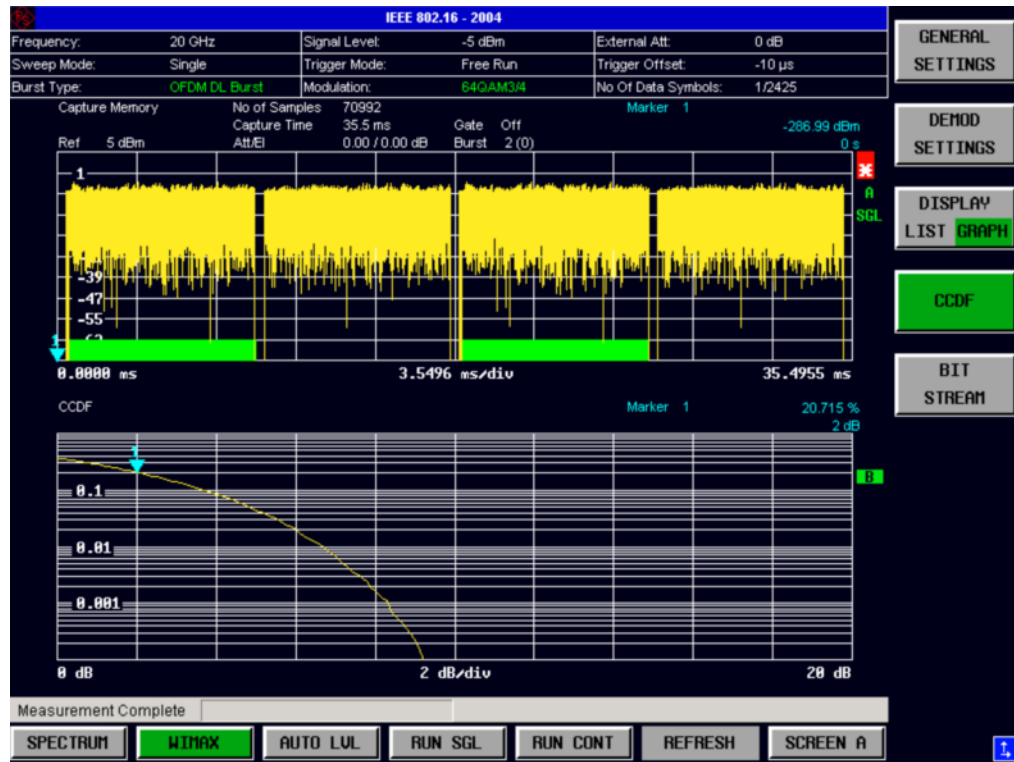 IEEE 802.16 - 2004
Frequency: 20 GHz Signal Level: -5 dBm External Att: 0 dB
Sweep Mode: Single Trigger Mode: Free Run Trigger Offset: -10 µs
Burst Type: OFDM DL Burst Modulation: 64QAM3/4 No Of Data Symbols: 1/2425
Capture Memory No of Samples 70992 Marker 1
Capture Time 35.5 ms Gate Off -286.99 dBm
Ref 5 dBm Att/El 0.00 / 0.00 dB Burst 2 (0) 0 s
1
A
SGL
-39
-47
-55
1
0.0000 ms 3.5496 ms/div 35.4955 ms
CCDF Marker 1 20.715 %
2 dB
1
B
0.1
0.01
0.001
0 dB 2 dB/div 20 dB
Measurement Complete
SPECTRUM WIMAX AUTO LVL RUN SGL RUN CONT REFRESH SCREEN A
GENERAL
SETTINGS
DEMOD
SETTINGS
DISPLAY
LIST GRAPH
CCDF
BIT
STREAM